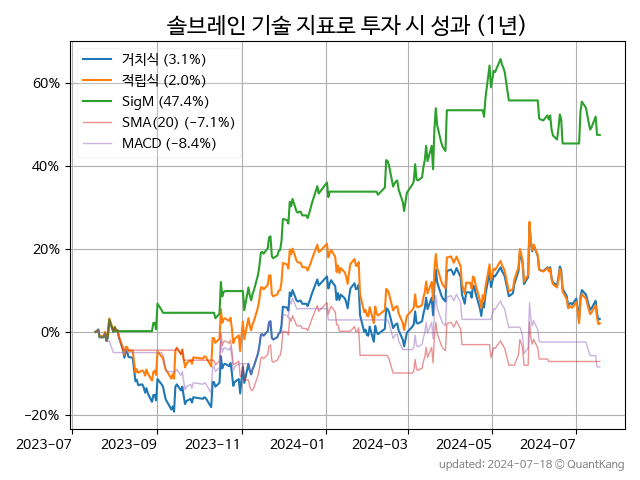 솔브레인 기술 지표로 투자 시 성과 (1년)
거치식 (3.1%)
적립식 (2.0%)
SigM (47.4%)
SMA(20) (−7.1%)
MACD (−8.4%)
60%
40%
20%
0%
−20%
2023-07 2023-09 2023-11 2024-01 2024-03 2024-05 2024-07
updated: 2024-07-18 ⓒ QuantKang